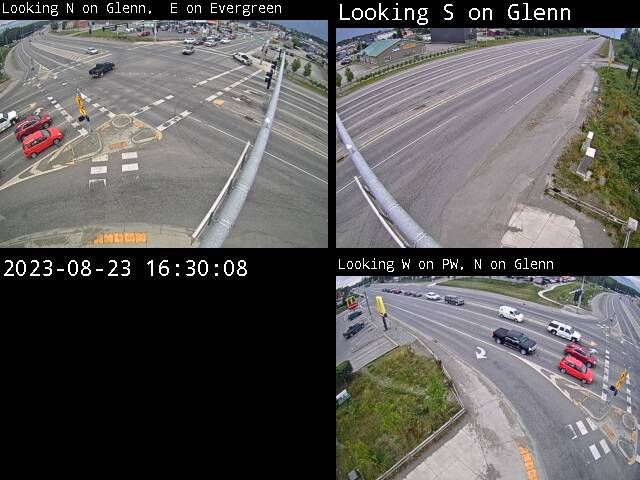 Looking N on Glenn,  E on Evergreen
Looking S on Glenn
2023-08-23 16:30:08
Looking W on PW, N on Glenn